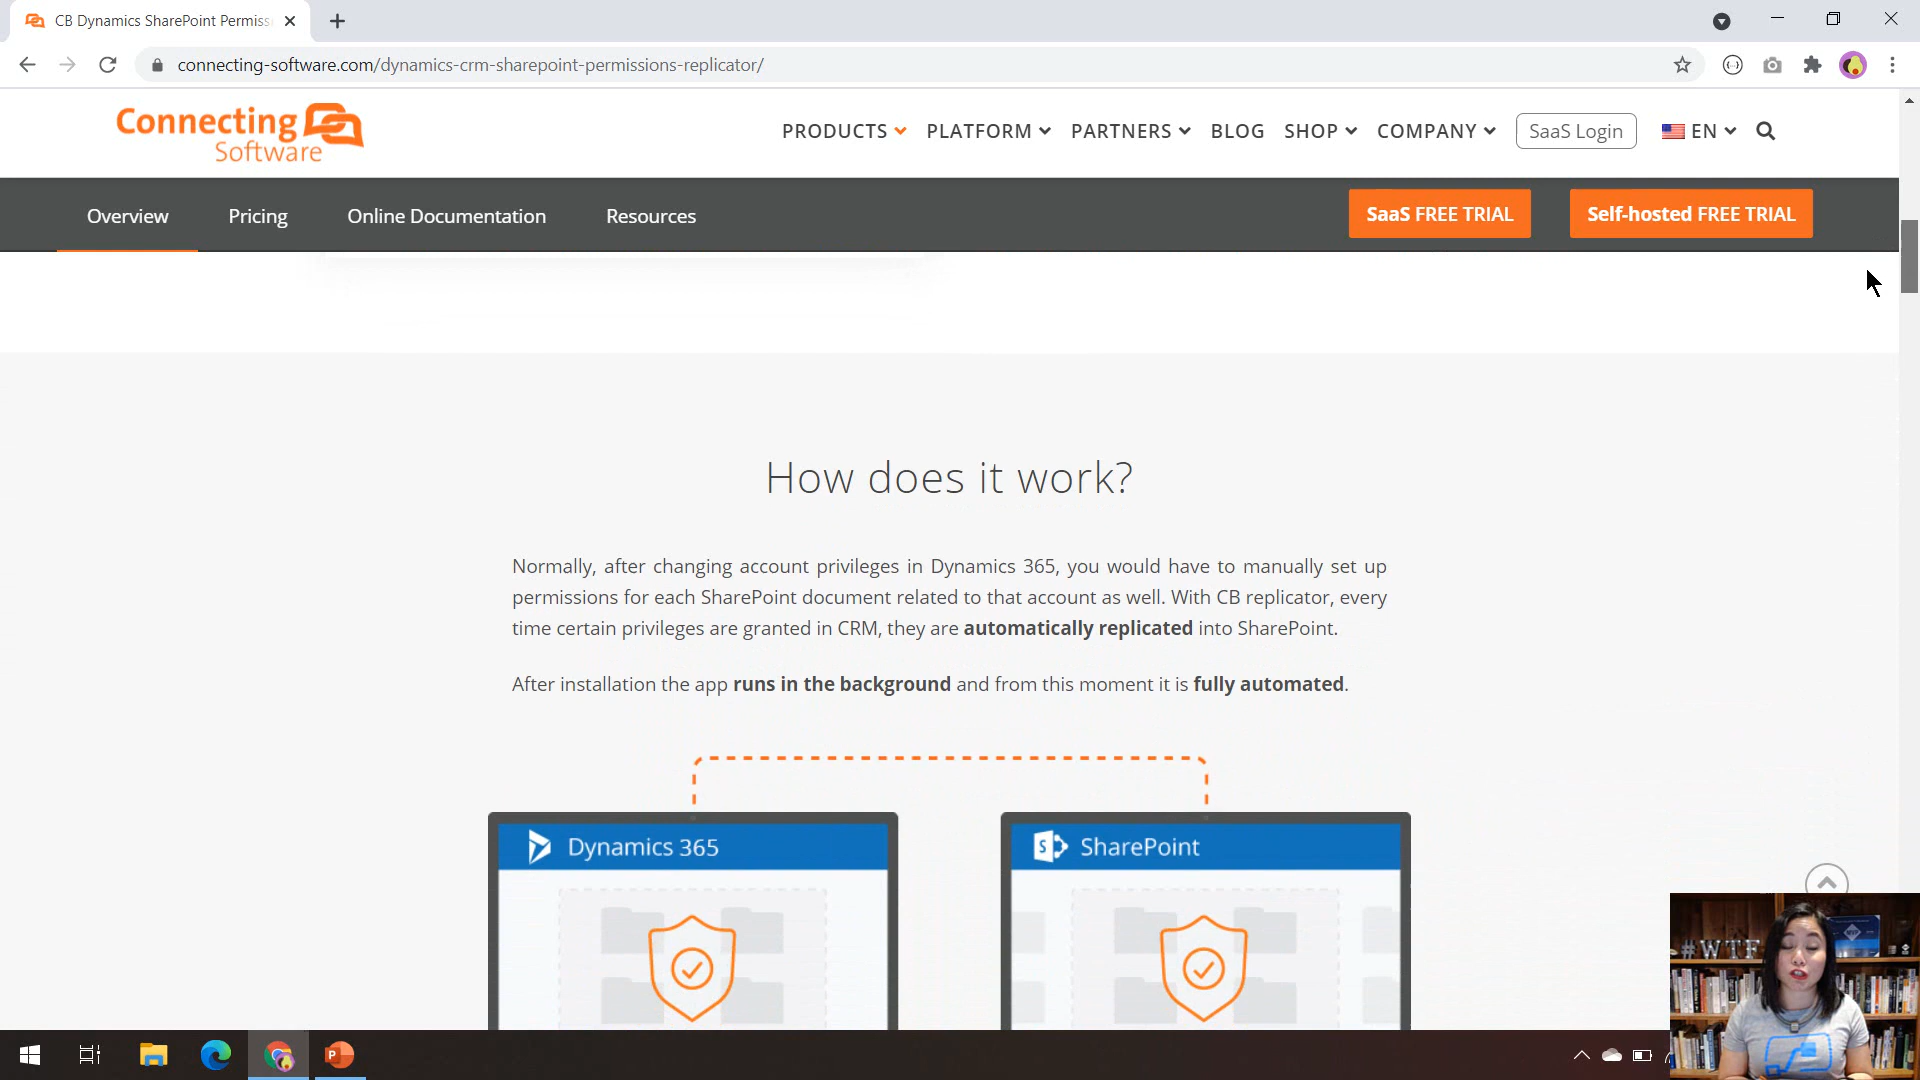 CB Dynamics SharePoint Permiss
connecting-software.com/dynamics-crm-sharepoint-permissions-replicator/
Connecting
Software
PRODUCTS PLATFORM PARTNERS BLOG SHOP COMPANY SaaS Login EN
Overview Pricing Online Documentation Resources SaaS FREE TRIAL Self-hosted FREE TRIAL
How does it work?
Normally, after changing account privileges in Dynamics 365, you would have to manually set up
permissions for each SharePoint document related to that account as well. With CB replicator, every
time certain privileges are granted in CRM, they are automatically replicated into SharePoint.
After installation the app runs in the background and from this moment it is fully automated.
Dynamics 365
S SharePoint
#WTF
P